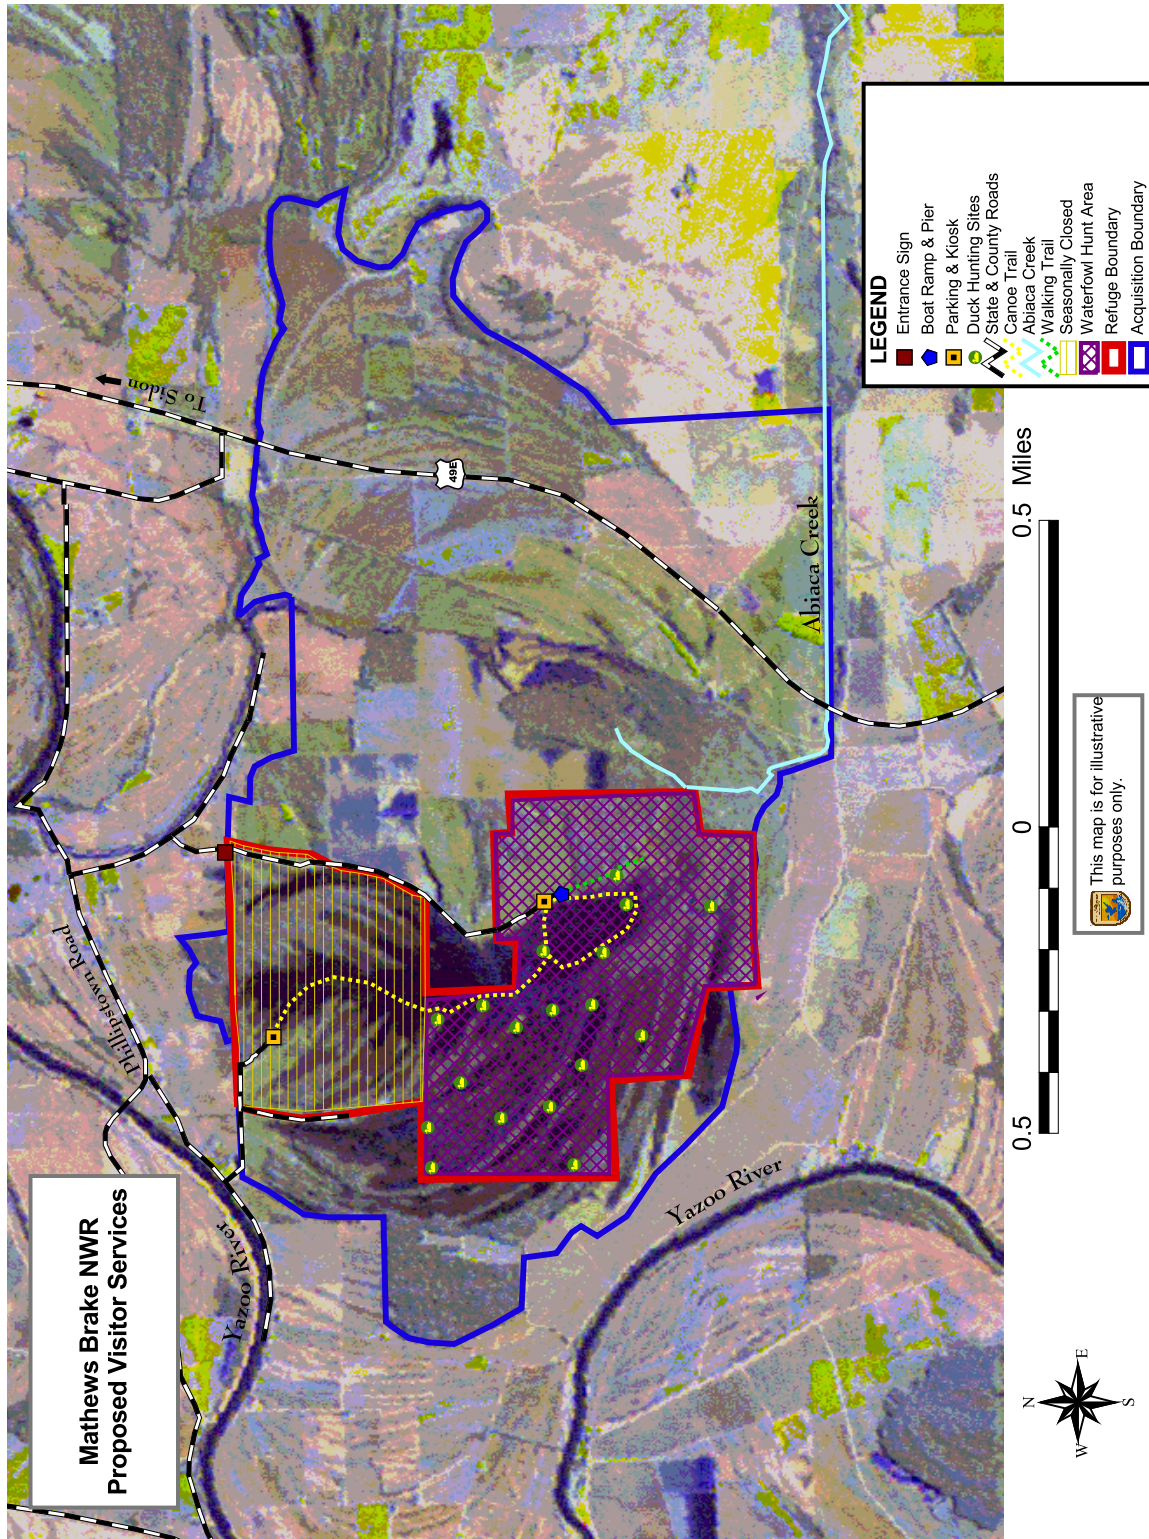 Mathews Brake NWR
Proposed Visitor Services
Phillipstown Road
To Sidon
49E
Yazoo River
Yazoo River
Abiaca Creek
LEGEND
Entrance Sign
Boat Ramp & Pier
Parking & Kiosk
Duck Hunting Sites
State & County Roads
Canoe Trail
Abiaca Creek
Walking Trail
Seasonally Closed
Waterfowl Hunt Area
Refuge Boundary
Acquisition Boundary
0.5 0 0.5 Miles
This map is for illustrative
purposes only.
N
W E
S